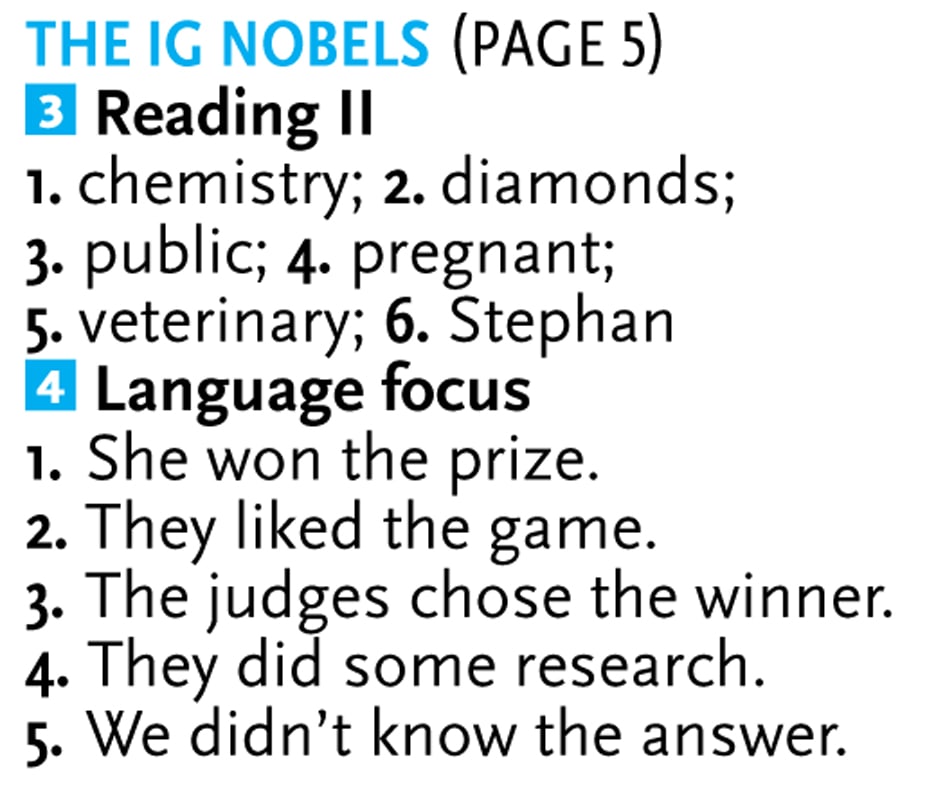 THE IG NOBELS (PAGE 5)
3 Reading II
1. chemistry; 2. diamonds;
3. public; 4. pregnant;
5. veterinary; 6. Stephan
4 Language focus
1. She won the prize.
2. They liked the game.
3. The judges chose the winner.
4. They did some research.
5. We didn’t know the answer.